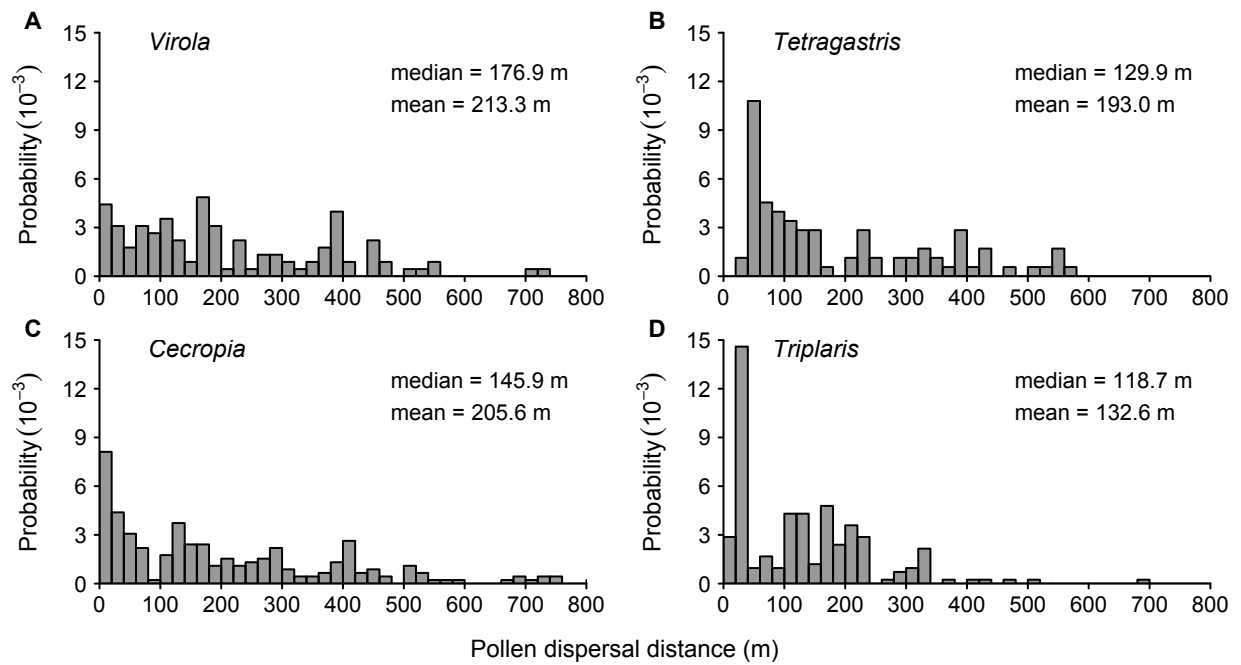 A
Virola
median = 176.9 m
mean = 213.3 m
Probability (10⁻³)
15
12
9
6
3
0
0 100 200 300 400 500 600 700 800
B
Tetragastris
median = 129.9 m
mean = 193.0 m
Probability (10⁻³)
15
12
9
6
3
0
0 100 200 300 400 500 600 700 800
C
Cecropia
median = 145.9 m
mean = 205.6 m
Probability (10⁻³)
15
12
9
6
3
0
0 100 200 300 400 500 600 700 800
D
Triplaris
median = 118.7 m
mean = 132.6 m
Probability (10⁻³)
15
12
9
6
3
0
0 100 200 300 400 500 600 700 800
Pollen dispersal distance (m)